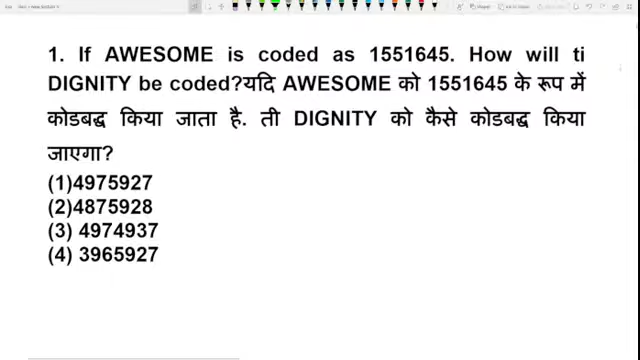 1. If AWESOME is coded as 1551645. How will ti
DIGNITY be coded?यदि AWESOME को 1551645 के रूप में
कोडबद्ध किया जाता है. ती DIGNITY को कैसे कोडबद्ध किया
जाएगा?
(1)4975927
(2)4875928
(3) 4974937
(4) 3965927